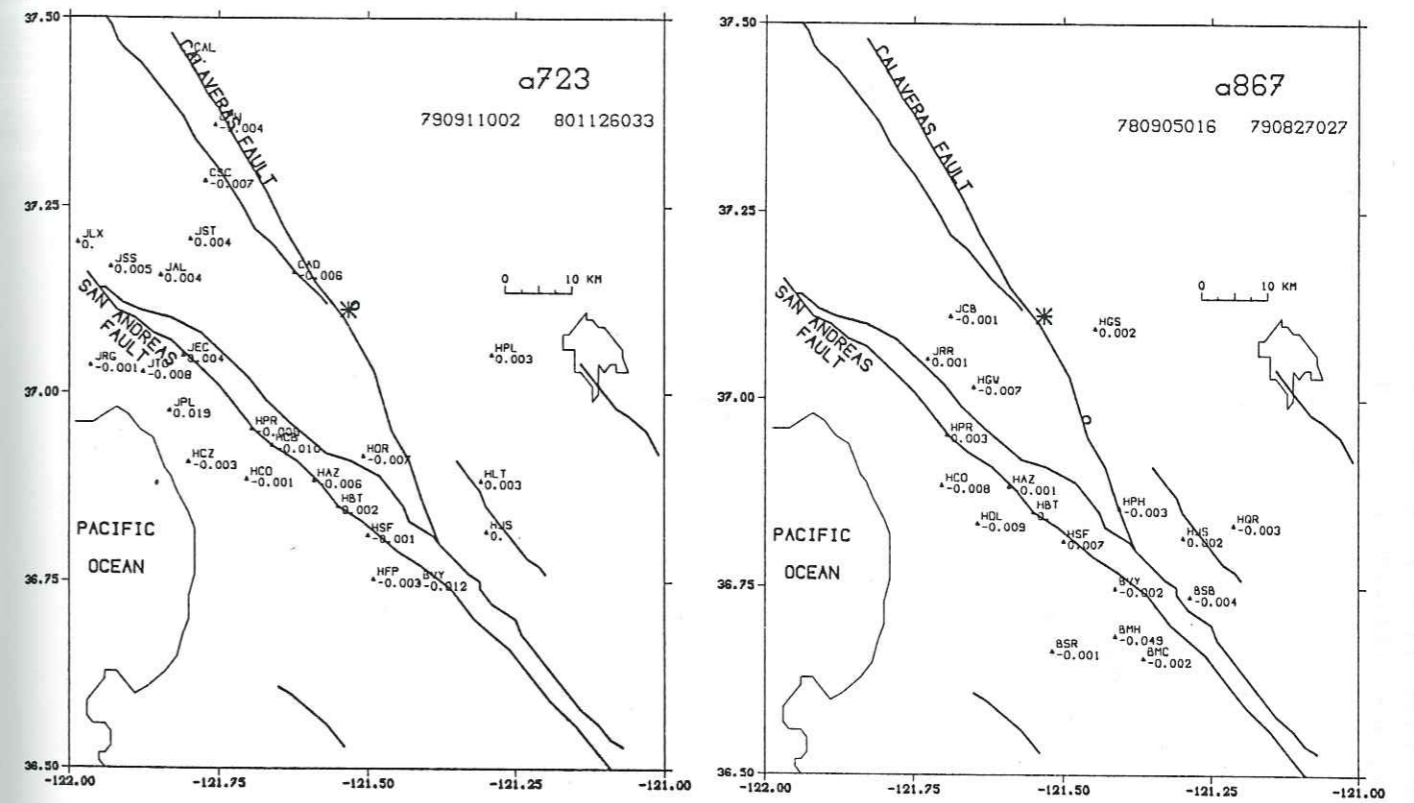 37.50
CAL
CALAVERAS FAULT
a723
790911002 801126033
-0.004
CSC
-0.007
37.25
JLX
0.
JST
0.004
JSS
0.005
JAL
0.004
CAO
-0.006
0 10 KM
SAN ANDREAS
FAULT
JEC
0.004
JRG
-0.001
JTG
-0.008
HPL
0.003
37.00
JPL
0.019
HPR
HCB
-0.010
HCZ
-0.003
HOR
-0.007
HCO
-0.001
HAZ
0.006
HLT
0.003
HBT
0.002
HSF
-0.001
HJS
0.
PACIFIC
OCEAN
36.75
HFP
-0.003
BVY
-0.012
36.50
-122.00 -121.75 -121.50 -121.25 -121.00
37.50
CALAVERAS FAULT
a867
780905016 790827027
37.25
0 10 KM
SAN ANDREAS
FAULT
JCB
-0.001
HGS
0.002
JRR
0.001
HGW
-0.007
37.00
HPR
0.003
HCO
-0.008
HAZ
0.001
HDL
-0.009
HBT
HSF
0.007
HPH
-0.003
HJS
0.002
HQR
-0.003
PACIFIC
OCEAN
36.75
BVY
-0.002
BSB
-0.004
BSR
-0.001
BMH
-0.049
BMC
-0.002
36.50
-122.00 -121.75 -121.50 -121.25 -121.00